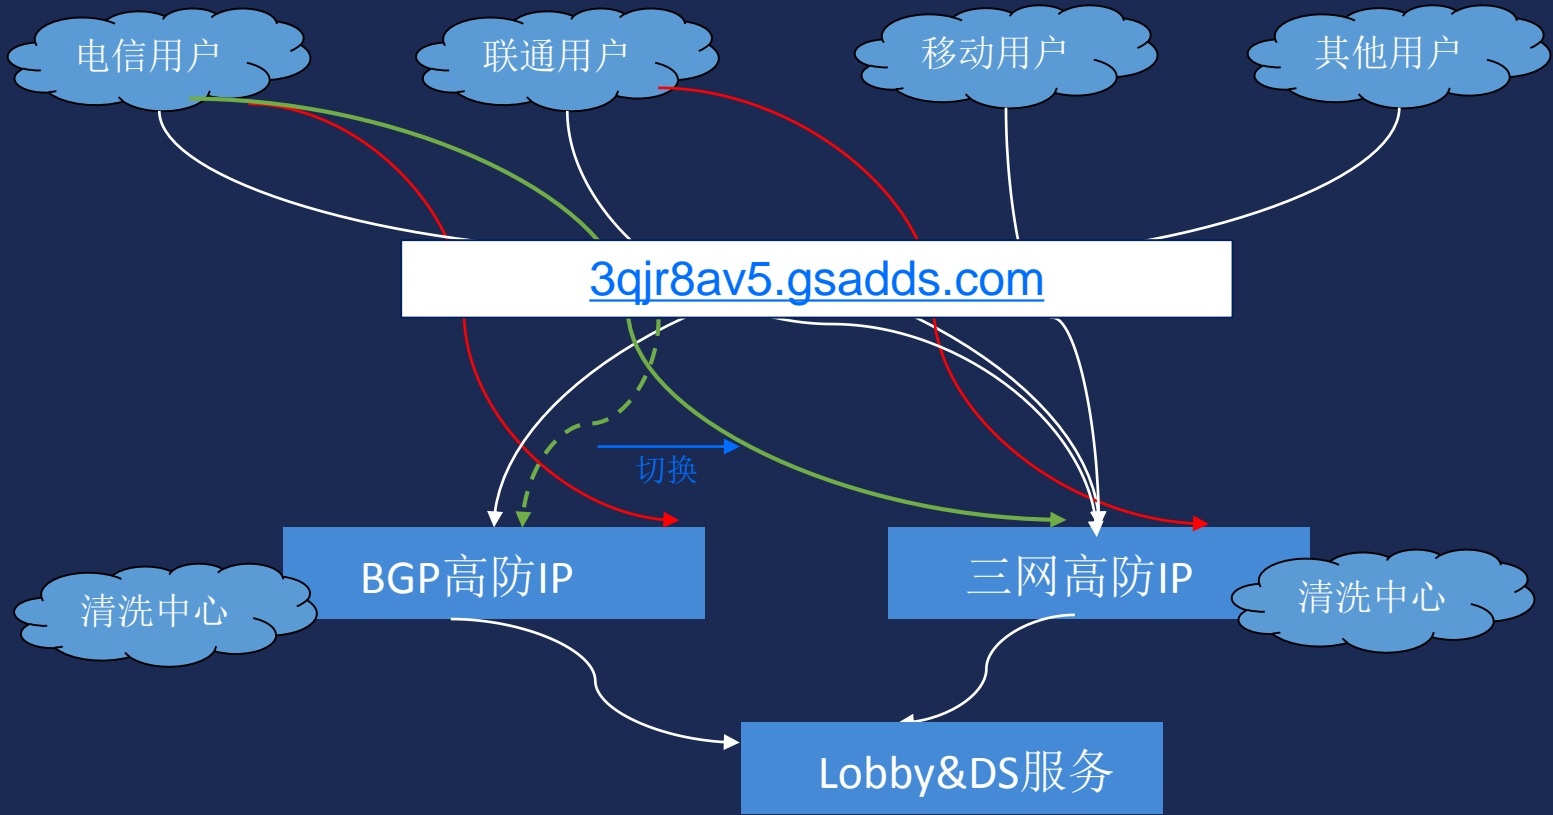 电信用户
联通用户
移动用户
其他用户
3qjr8av5.gsadds.com
切换
BGP高防IP
三网高防IP
清洗中心
清洗中心
Lobby&DS服务